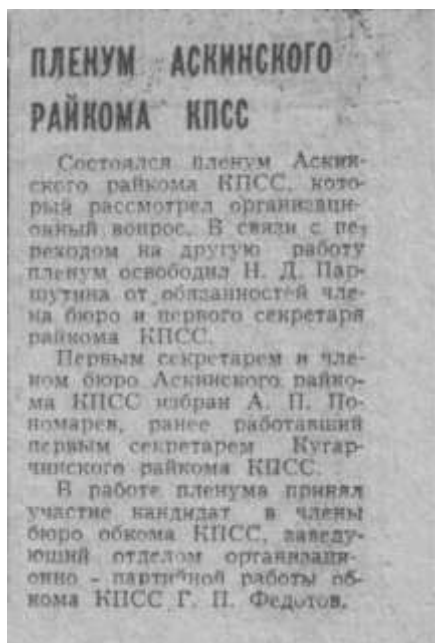 ПЛЕНУМ АСКИНСКОГО
РАЙКОМА КПСС
Состоялся пленум Аскин-
ского райкома КПСС, кото-
рый рассмотрел организаци-
онный вопрос. В связи с пе-
реходом на другую работу
пленум освободил Н. Д. Пар-
шутина от обязанностей чле-
на бюро и первого секретаря
райкома КПСС.
Первым секретарем и чле-
ном бюро Аскинского райко-
ма КПСС избран А. П. По-
номарев, ранее работавший
первым секретарем Кугар-
чинского райкома КПСС.
В работе пленума принял
участие кандидат в члены
бюро обкома КПСС, заведу-
ющий отделом организаци-
онно - партийной работы об-
кома КПСС Г. П. Федотов.